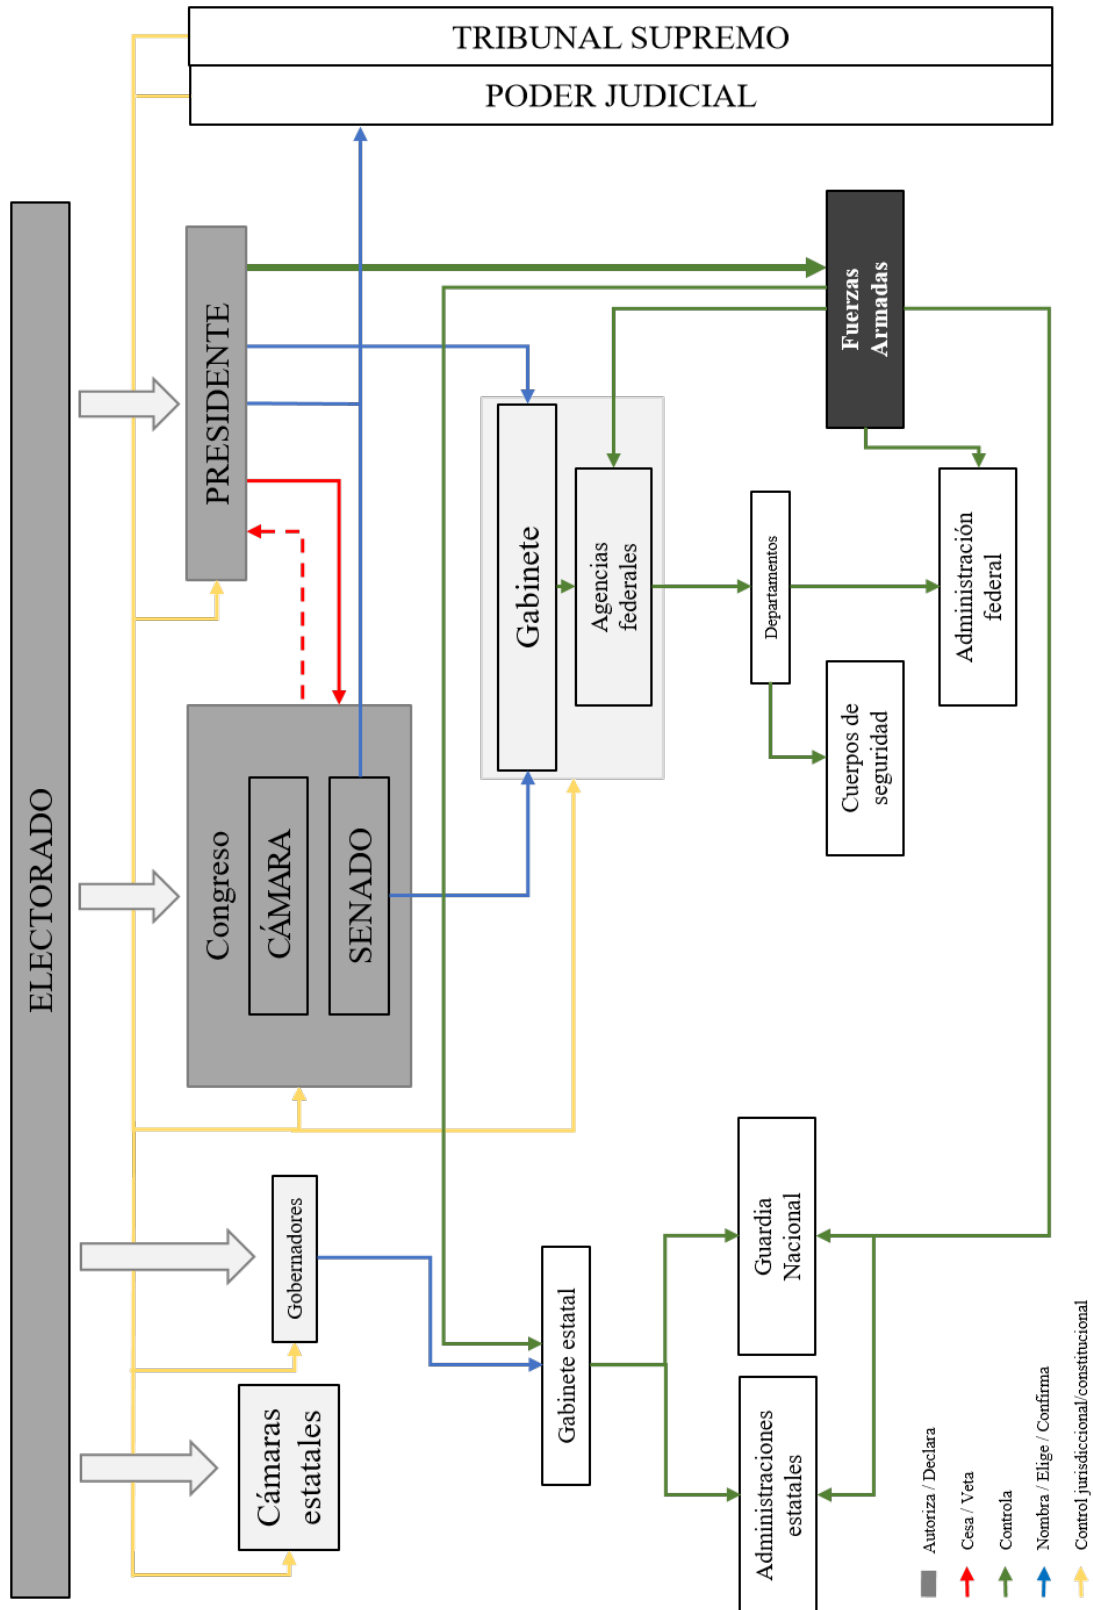 ELECTORADO
TRIBUNAL SUPREMO
PODER JUDICIAL
PRESIDENTE
Congreso
CÁMARA
SENADO
Gobernadores
Cámaras
estatales
Gabinete
Agencias
federales
Fuerzas
Armadas
Departamentos
Administración
federal
Cuerpos de
seguridad
Gabinete estatal
Guardia
Nacional
Administraciones
estatales
Autoriza / Declara
Cesa / Veta
Controla
Nombra / Elige / Confirma
Control jurisdiccional/constitucional